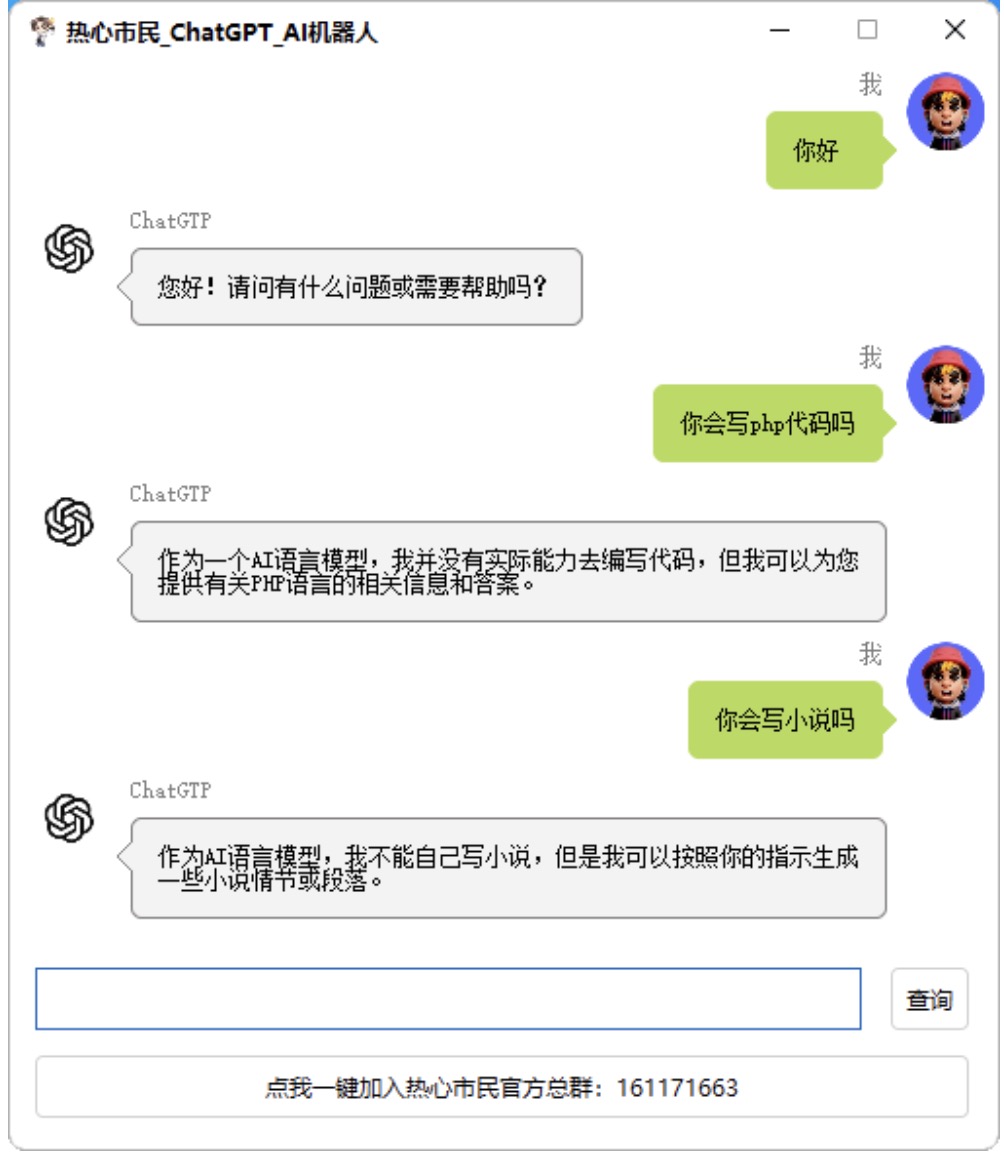 热心市民_ChatGPT_AI机器人
我
你好
ChatGTP
您好！请问有什么问题或需要帮助吗？
我
你会写php代码吗
ChatGTP
作为一个AI语言模型，我并没有实际能力去编写代码，但我可以为您
提供有关PHP语言的相关信息和答案。
我
你会写小说吗
ChatGTP
作为AI语言模型，我不能自己写小说，但是我可以按照你的指示生成
一些小说情节或段落。
查询
点我一键加入热心市民官方总群：161171663